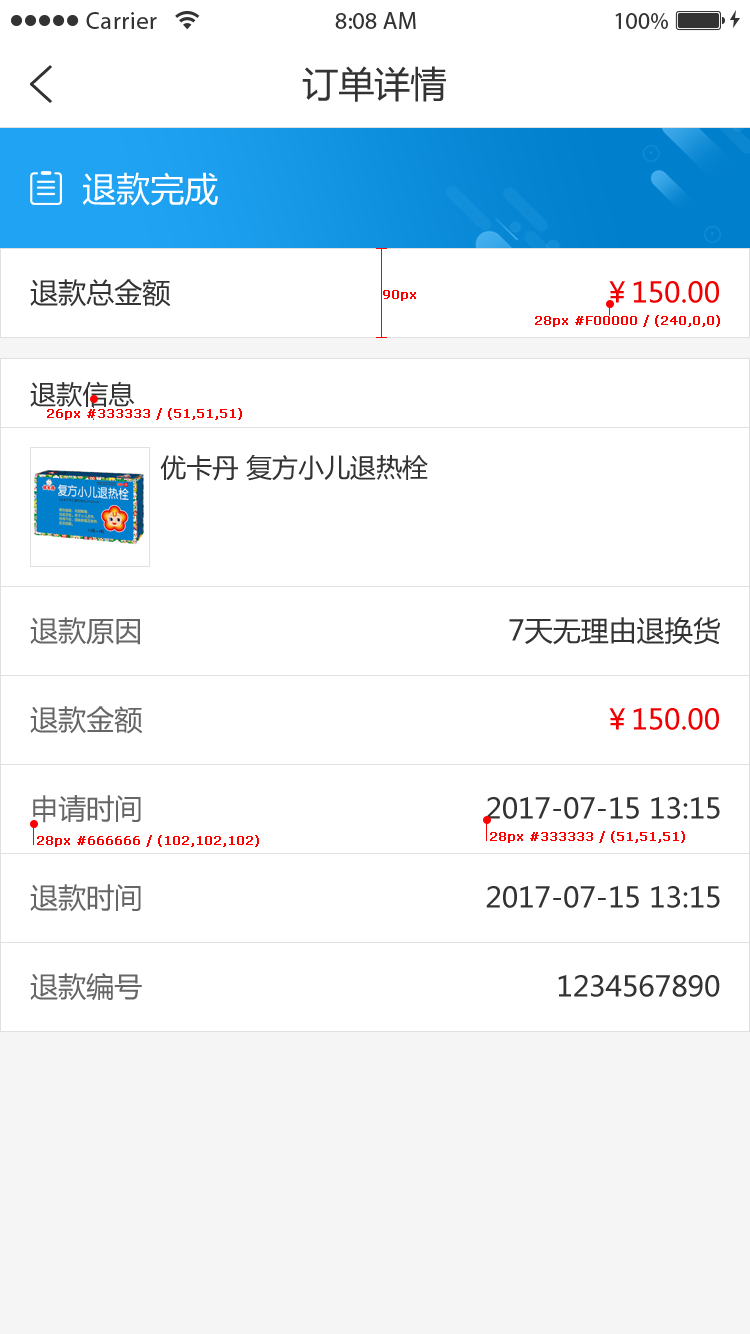 Carrier 8:08 AM 100%
订单详情
退款完成
退款总金额 ¥ 150.00
90px
28px #F00000 / (240,0,0)
退款信息
26px #333333 / (51,51,51)
优卡丹 复方小儿退热栓
复方小儿退热栓
退款原因 7天无理由退换货
退款金额 ¥ 150.00
申请时间 2017-07-15 13:15
28px #666666 / (102,102,102) 28px #333333 / (51,51,51)
退款时间 2017-07-15 13:15
退款编号 1234567890